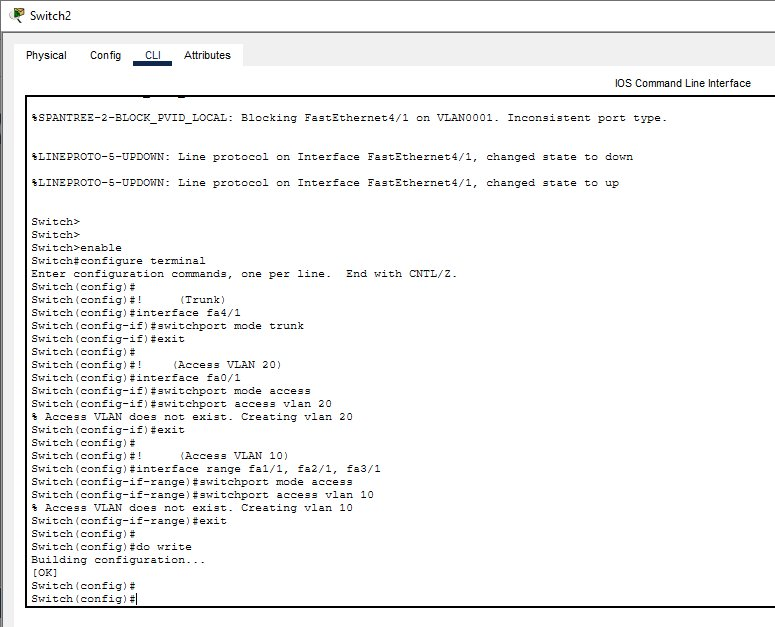 Switch2
Physical Config CLI Attributes
IOS Command Line Interface
%SPANTREE-2-BLOCK_PVID_LOCAL: Blocking FastEthernet4/1 on VLAN0001. Inconsistent port type.
%LINEPROTO-5-UPDOWN: Line protocol on Interface FastEthernet4/1, changed state to down
%LINEPROTO-5-UPDOWN: Line protocol on Interface FastEthernet4/1, changed state to up
Switch>
Switch>
Switch>enable
Switch#configure terminal
Enter configuration commands, one per line.  End with CNTL/Z.
Switch(config)#
Switch(config)#!     (Trunk)
Switch(config)#interface fa4/1
Switch(config-if)#switchport mode trunk
Switch(config-if)#exit
Switch(config)#
Switch(config)#!    (Access VLAN 20)
Switch(config)#interface fa0/1
Switch(config-if)#switchport mode access
Switch(config-if)#switchport access vlan 20
% Access VLAN does not exist. Creating vlan 20
Switch(config-if)#exit
Switch(config)#
Switch(config)#!     (Access VLAN 10)
Switch(config)#interface range fa1/1, fa2/1, fa3/1
Switch(config-if-range)#switchport mode access
Switch(config-if-range)#switchport access vlan 10
% Access VLAN does not exist. Creating vlan 10
Switch(config-if-range)#exit
Switch(config)#
Switch(config)#do write
Building configuration...
[OK]
Switch(config)#
Switch(config)#